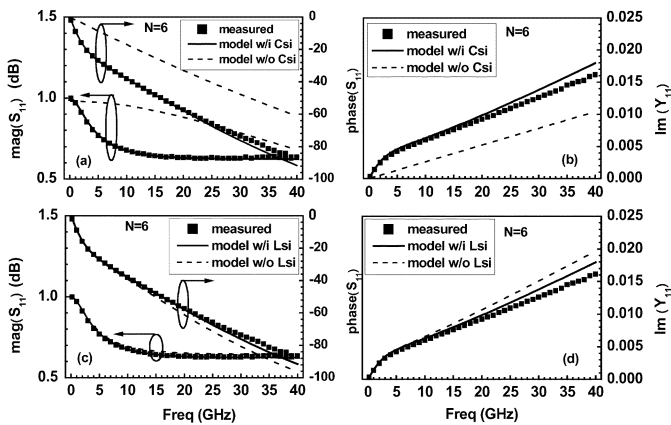 N=6
measured
model w/i Csi
model w/o Csi
1.5
1.0
0.5
mag(S11) (dB)
0
-20
-40
-60
-80
-100
phase(S11)
0 5 10 15 20 25 30 35 40
(a)
measured
model w/i Csi
model w/o Csi
N=6
0.025
0.020
0.015
0.010
0.005
0.000
Im (Y11)
0 5 10 15 20 25 30 35 40
(b)
N=6
measured
model w/i Lsi
model w/o Lsi
1.5
1.0
0.5
mag(S11) (dB)
0
-20
-40
-60
-80
-100
phase(S11)
0 5 10 15 20 25 30 35 40
Freq (GHz)
(c)
measured
model w/i Lsi
model w/o Lsi
N=6
0.025
0.020
0.015
0.010
0.005
0.000
Im (Y11)
0 5 10 15 20 25 30 35 40
Freq (GHz)
(d)